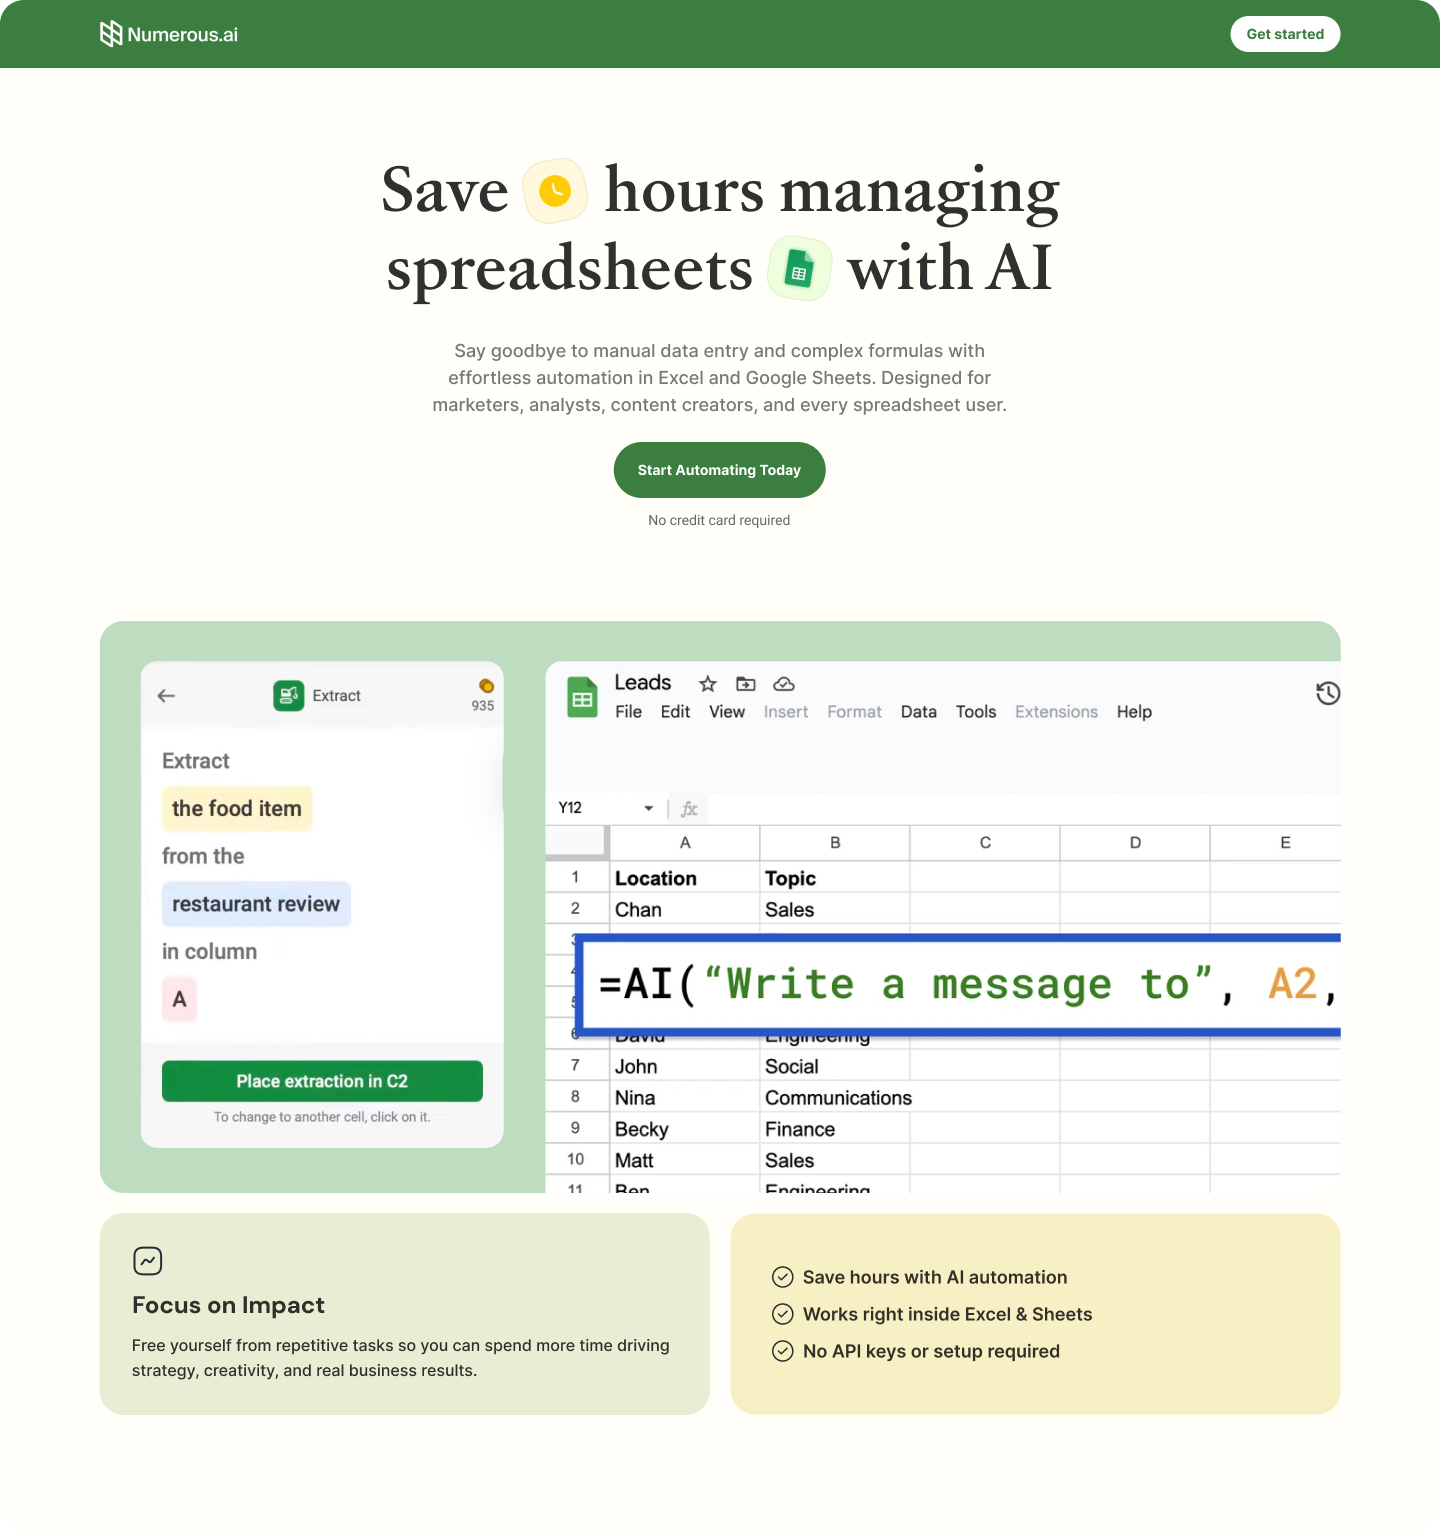 Numerous.ai
Get started
Save hours managing
spreadsheets with AI
Say goodbye to manual data entry and complex formulas with
effortless automation in Excel and Google Sheets. Designed for
marketers, analysts, content creators, and every spreadsheet user.
Start Automating Today
No credit card required
Extract
935
Extract
the food item
from the
restaurant review
in column
A
Place extraction in C2
To change to another cell, click on it.
Leads
File Edit View Insert Format Data Tools Extensions Help
Y12 fx
A B C D E
1 Location Topic
2 Chan Sales
3
4
5
=AI(“Write a message to”, A2,
6 David Engineering
7 John Social
8 Nina Communications
9 Becky Finance
10 Matt Sales
11 Ben Engineering
Focus on Impact
Free yourself from repetitive tasks so you can spend more time driving
strategy, creativity, and real business results.
Save hours with AI automation
Works right inside Excel & Sheets
No API keys or setup required